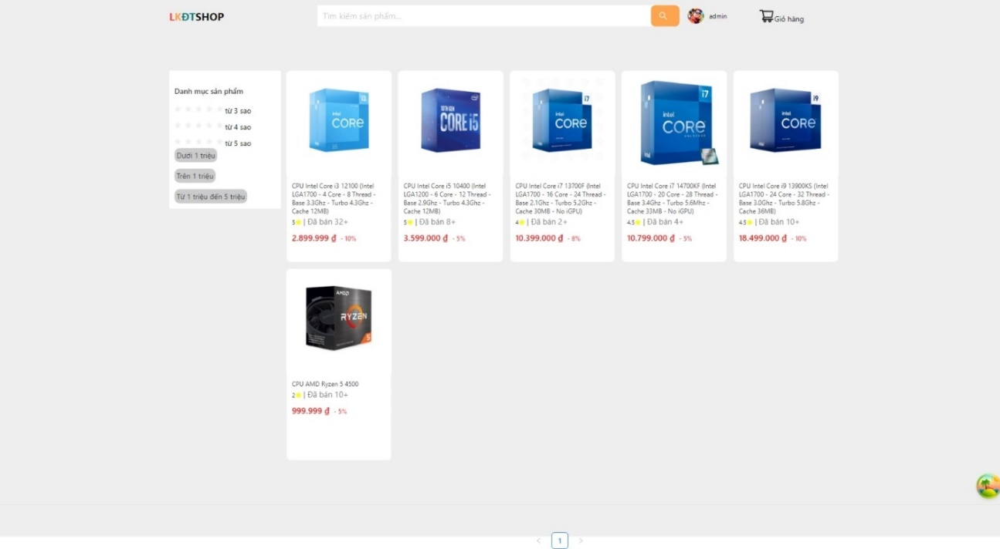 LKĐTSHOP
Tìm kiếm sản phẩm...
admin
Giỏ hàng
Danh mục sản phẩm
từ 3 sao
từ 4 sao
từ 5 sao
Dưới 1 triệu
Trên 1 triệu
Từ 1 triệu đến 5 triệu
i3
intel
CORE
CPU Intel Core i3 12100 (Intel
LGA1700 - 4 Core - 8 Thread -
Base 3.3Ghz - Turbo 4.3Ghz -
Cache 12MB)
5 | Đã bán 32+
2.899.999 ₫ - 10%
intel
10TH GEN
CORE i5
CPU Intel Core i5 10400 (Intel
LGA1200 - 6 Core - 12 Thread -
Base 2.9Ghz - Turbo 4.3Ghz -
Cache 12MB)
5 | Đã bán 8+
3.599.000 ₫ - 5%
i7
intel
CORE
CPU Intel Core i7 13700F (Intel
LGA1700 - 16 Core - 24 Thread -
Base 2.1Ghz - Turbo 5.2Ghz -
Cache 30MB - No iGPU)
4 | Đã bán 2+
10.399.000 ₫ - 8%
i7
intel
CORE
UNLOCKED
CPU Intel Core i7 14700KF (Intel
LGA1700 - 20 Core - 28 Thread -
Base 3.4Ghz - Turbo 5.6Mhz -
Cache 33MB - No iGPU)
4.5 | Đã bán 4+
10.799.000 ₫ - 5%
i9
intel
CORE
CPU Intel Core i9 13900KS (Intel
LGA1700 - 24 Core - 32 Thread -
Base 3.0Ghz - Turbo 5.8Ghz -
Cache 36MB)
4.5 | Đã bán 10+
18.499.000 ₫ - 10%
AMD
RYZEN
5
CPU AMD Ryzen 5 4500
2 | Đã bán 10+
999.999 ₫ - 5%
< 1 >